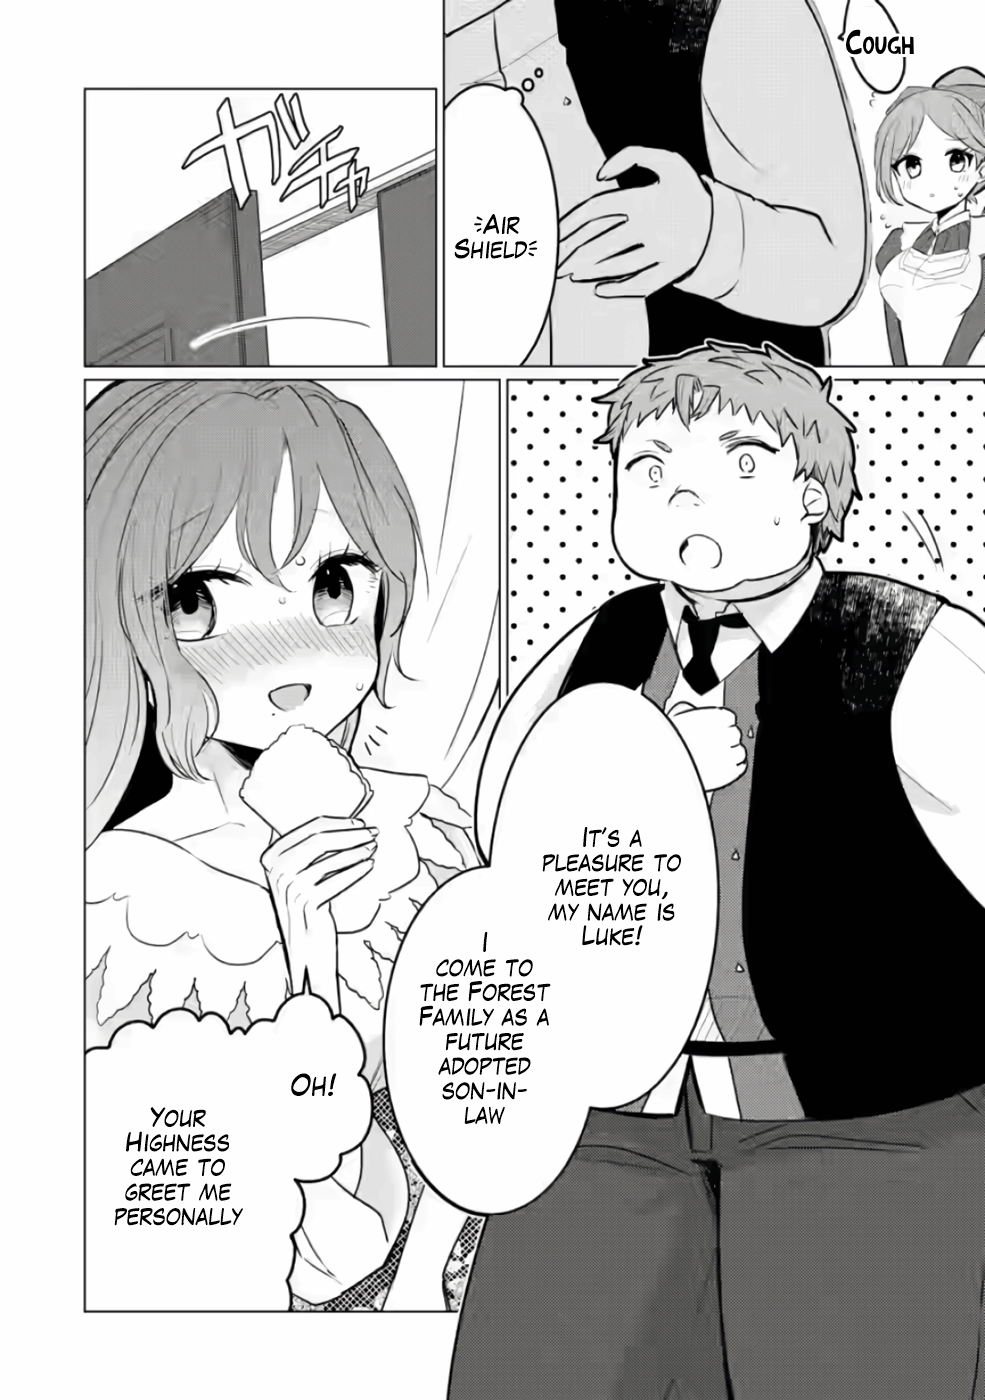 COUGH
AIR
SHIELD
ガチャ
IT'S A
PLEASURE TO
MEET YOU,
MY NAME IS
LUKE!
I
COME TO
THE FOREST
FAMILY AS A
FUTURE
ADOPTED
SON-IN-
LAW
OH!
YOUR
HIGHNESS
CAME TO
GREET ME
PERSONALLY